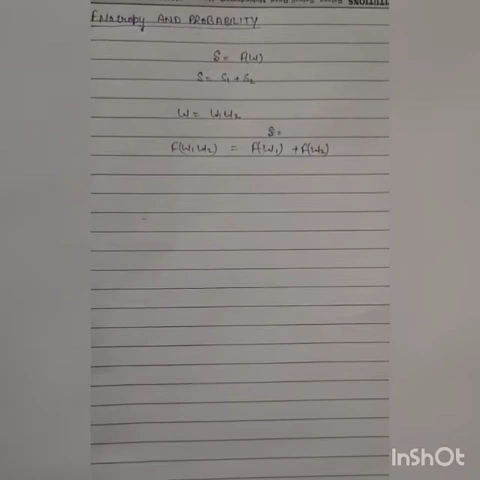 ENtropy AND PROBABILITY
S = f(W)
S = S₁ + S₂
W = W₁W₂
S =
f(W₁W₂) = f(W₁) + f(W₂)
InShOt